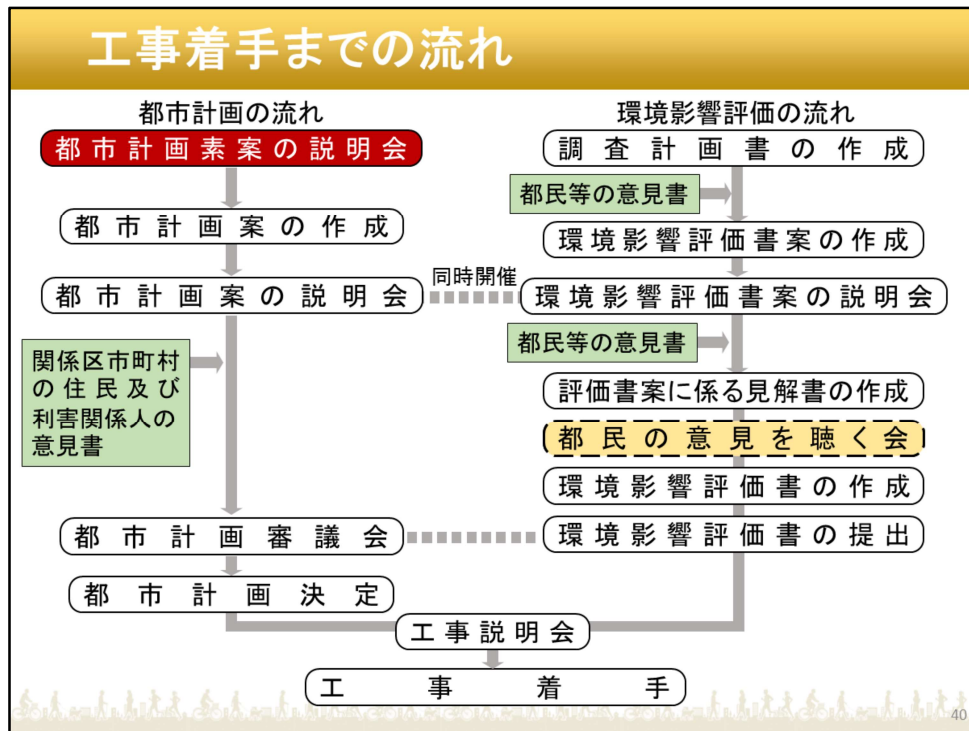 工事着手までの流れ
都市計画の流れ
都市計画素案の説明会
都市計画案の作成
都市計画案の説明会
関係区市町村
の住民及び
利害関係人の
意見書
都市計画審議会
都市計画決定
同時開催
環境影響評価の流れ
調査計画書の作成
都民等の意見書
環境影響評価書案の作成
環境影響評価書案の説明会
都民等の意見書
評価書案に係る見解書の作成
都民の意見を聴く会
環境影響評価書の作成
環境影響評価書の提出
工事説明会
工事着手
40